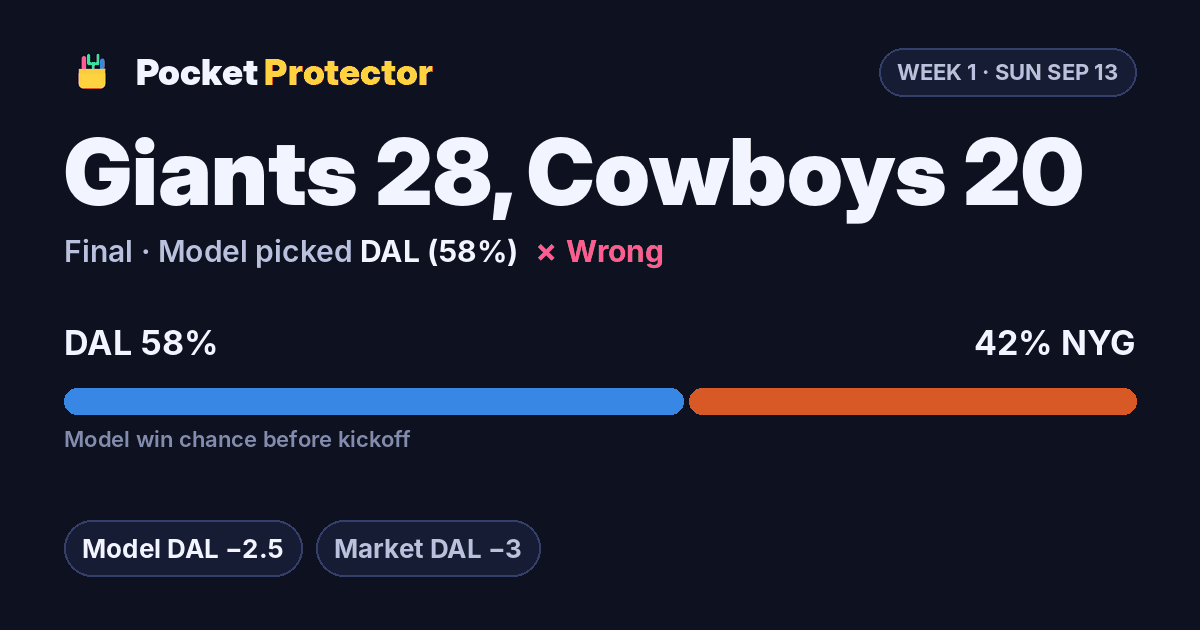 Pocket Protector
WEEK 1 · SUN SEP 13
Giants 28, Cowboys 20
Final · Model picked DAL (58%) × Wrong
DAL 58%
42% NYG
Model win chance before kickoff
Model DAL −2.5
Market DAL −3